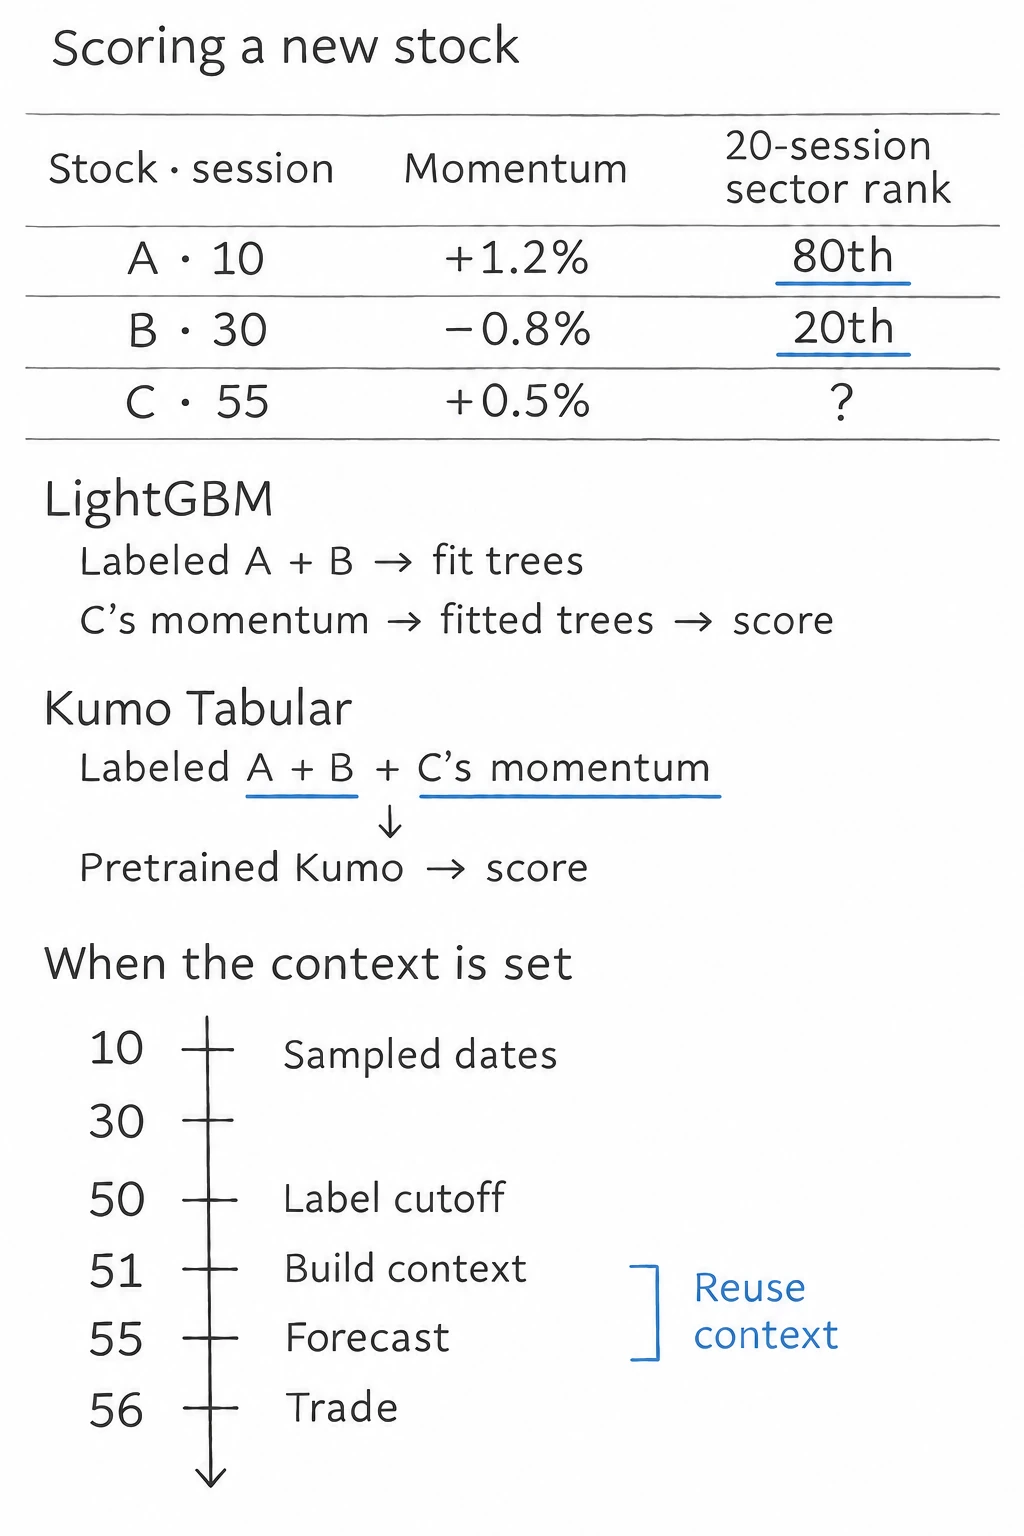 Scoring a new stock
Stock · session Momentum 20-session sector rank
A · 10 +1.2% 80th
B · 30 −0.8% 20th
C · 55 +0.5% ?
LightGBM
Labeled A + B → fit trees
C’s momentum → fitted trees → score
Kumo Tabular
Labeled A + B + C’s momentum
↓
Pretrained Kumo → score
When the context is set
10 Sampled dates
30
50 Label cutoff
51 Build context
55 Forecast
56 Trade
Reuse
context